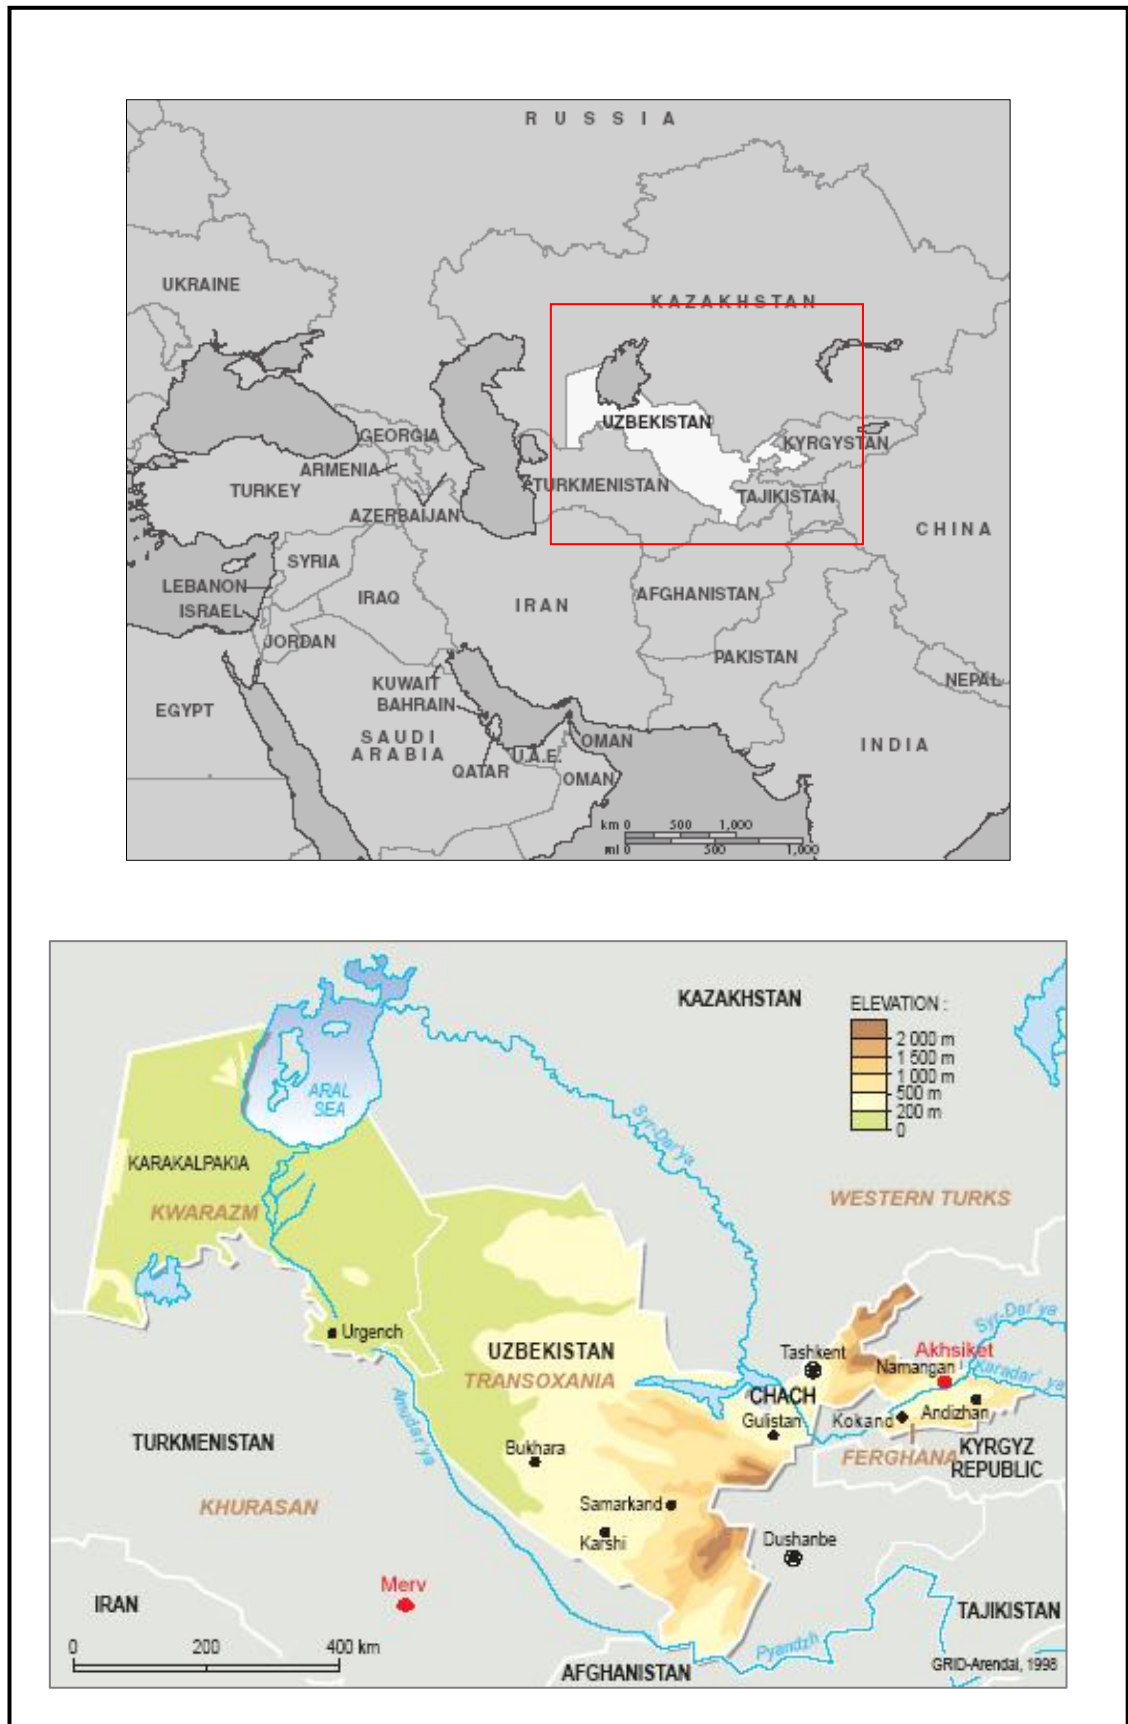 RUSSIA
UKRAINE
KAZAKHSTAN
UZBEKISTAN
GEORGIA
KYRGYSTAN
ARMENIA
TURKEY
TURKMENISTAN
TAJIKISTAN
AZERBAIJAN
CHINA
SYRIA
LEBANON
IRAQ
IRAN
AFGHANISTAN
ISRAEL
JORDAN
PAKISTAN
KUWAIT
NEPAL
BAHRAIN
EGYPT
SAUDI
ARABIA
OMAN
INDIA
U.A.E.
QATAR
OMAN
km 0 500 1,000
ml 0 500 1,000
KAZAKHSTAN
ELEVATION :
2 000 m
1 500 m
1 000 m
500 m
200 m
0
ARAL
SEA
Syr-Dar'ya
KARAKALPAKIA
KWARAZM
WESTERN TURKS
Syr-Dar'ya
Urgench
UZBEKISTAN
Tashkent
Akhsiket
Namangan
Karadar'ya
TRANSOXANIA
CHACH
Amudar'ya
Gulistan
Kokand
Andizhan
TURKMENISTAN
Bukhara
FERGHANA
KYRGYZ
REPUBLIC
KHURASAN
Samarkand
Karshi
Dushanbe
Merv
IRAN
TAJIKISTAN
0 200 400 km
Pyandzh
AFGHANISTAN
GRID-Arendal, 1998